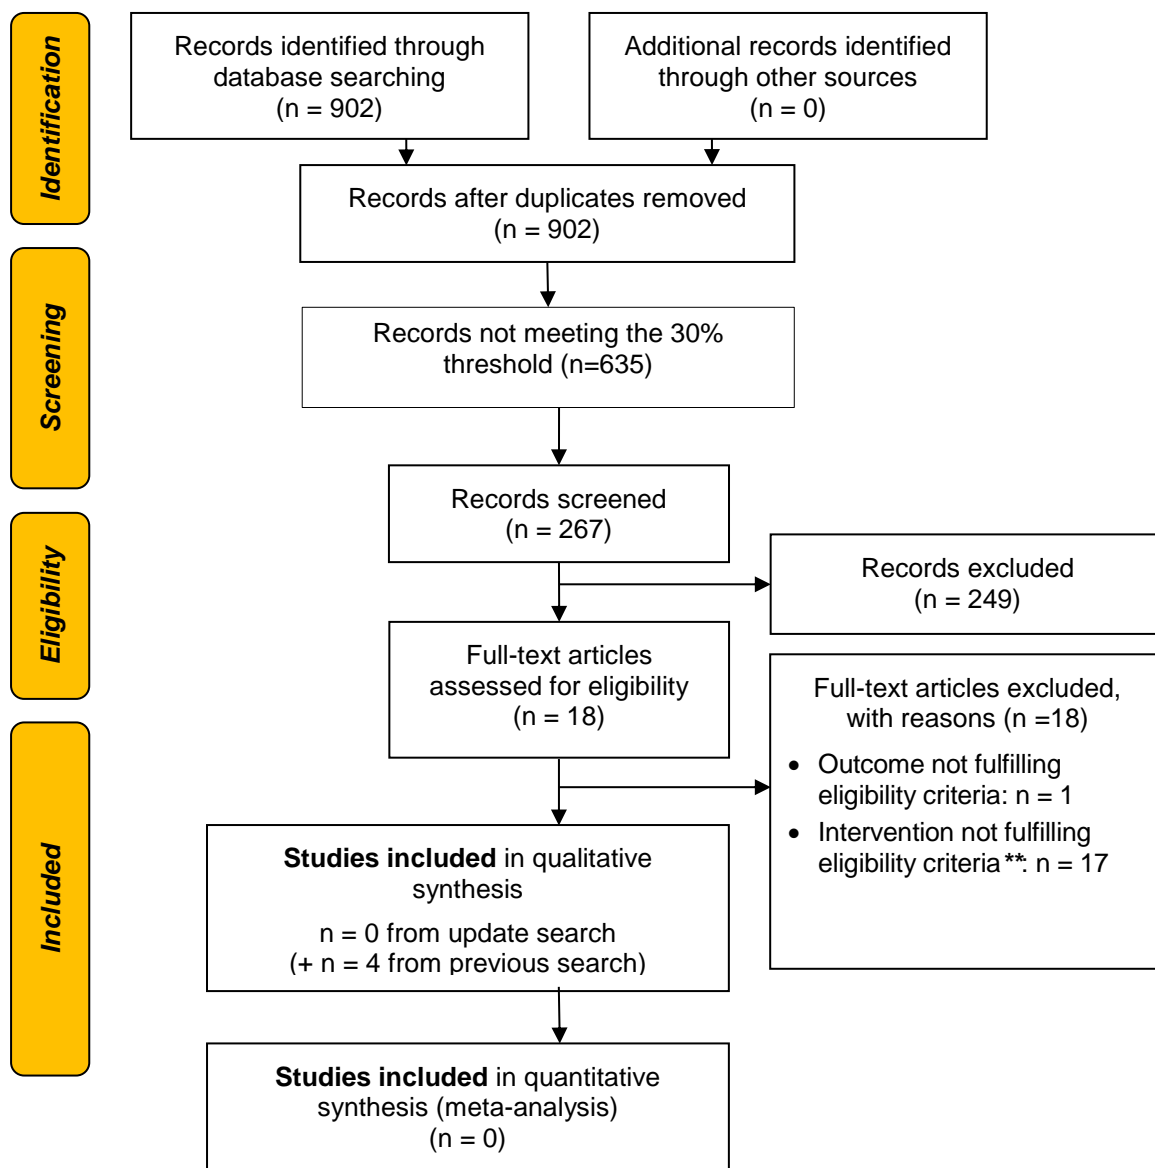 Identification
Records identified through
database searching
(n = 902)
Additional records identified
through other sources
(n = 0)
Records after duplicates removed
(n = 902)
Screening
Records not meeting the 30%
threshold (n=635)
Records screened
(n = 267)
Eligibility
Records excluded
(n = 249)
Full-text articles
assessed for eligibility
(n = 18)
Full-text articles excluded,
with reasons (n =18)
• Outcome not fulfilling
eligibility criteria: n = 1
• Intervention not fulfilling
eligibility criteria**: n = 17
Included
Studies included in qualitative
synthesis
n = 0 from update search
(+ n = 4 from previous search)
Studies included in quantitative
synthesis (meta-analysis)
(n = 0)